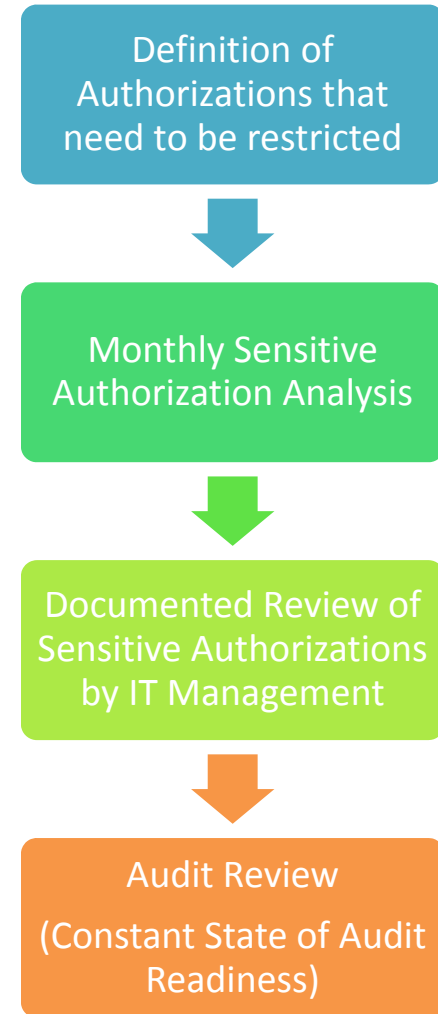 Definition of
Authorizations that
need to be restricted
Monthly Sensitive
Authorization Analysis
Documented Review of
Sensitive Authorizations
by IT Management
Audit Review
(Constant State of Audit
Readiness)